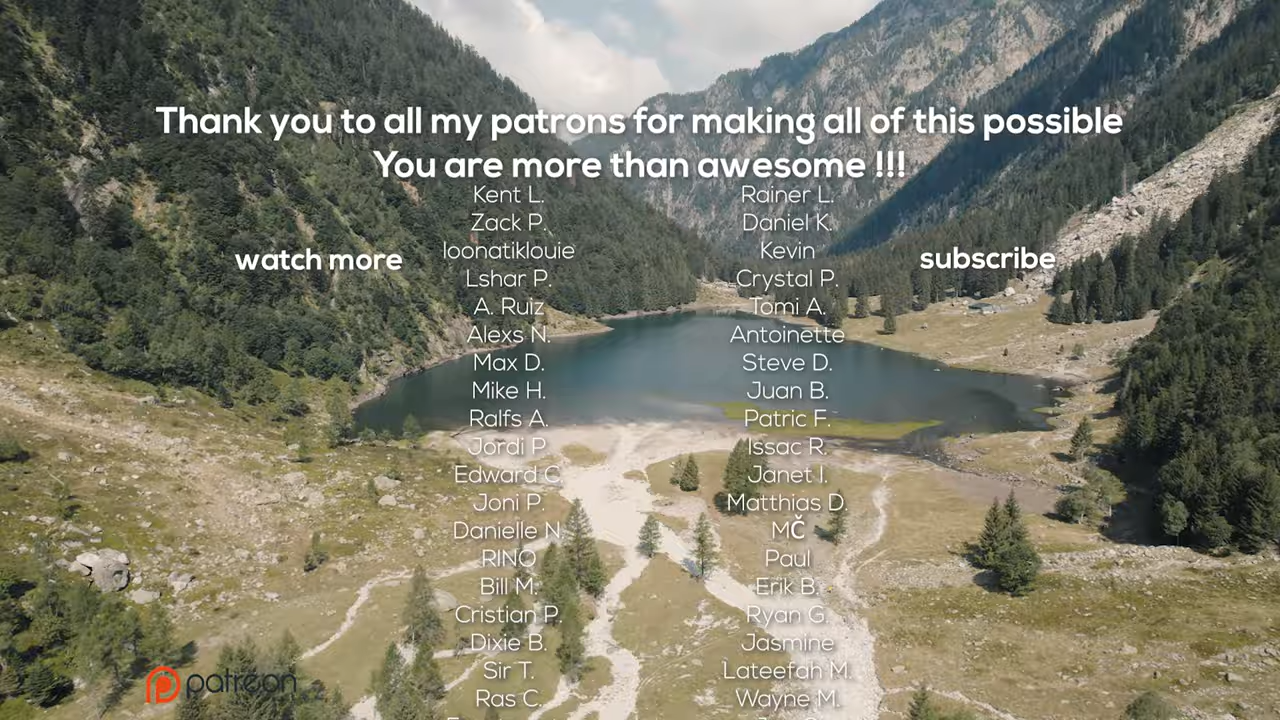 Thank you to all my patrons for making all of this possible
You are more than awesome !!!
watch more
subscribe
Kent L.
Zack P.
loonatiklouie
Lshar P.
A. Ruiz
Alexs N.
Max D.
Mike H.
Ralfs A.
Jordi P
Edward C.
Joni P.
Danielle N.
RINO
Bill M.
Cristian P.
Dixie B.
Sir T.
Ras C.
Rainer L.
Daniel K.
Kevin
Crystal P.
Tomi A.
Antoinette
Steve D.
Juan B.
Patric F.
Issac R.
Janet I.
Matthias D.
MČ
Paul
Erik B.
Ryan G.
Jasmine
Lateefah M.
Wayne M.
patreon